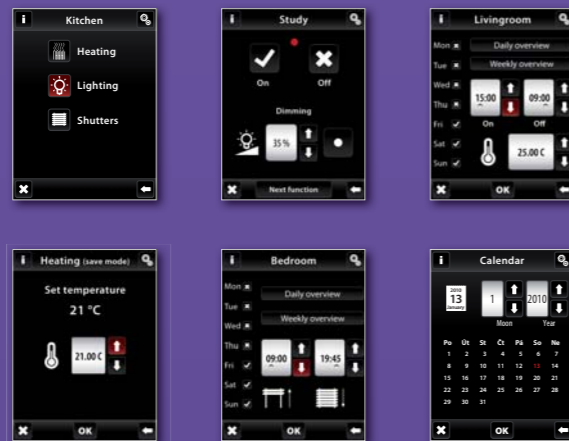 i Kitchen
Heating
Lighting
Shutters
i Study
On Off
Dimming
35 %
Next function
i Livingroom
Mon Daily overview
Tue Weekly overview
Wed
Thu 15:00 09:00
Fri On Off
Sat
Sun 25.00 C
OK
i Heating (save mode)
Set temperature
21 °C
21.00 C
OK
i Bedroom
Mon Daily overview
Tue
Wed Weekly overview
Thu
Fri 09:00 19:45
Sat
Sun
OK
i Calendar
2010
13
January
1 2010
Moon Year
Po Út St Čt Pá So Ne
1 2 3 4 5 6 7
8 9 10 11 12 13 14
15 16 17 18 19 20 21
22 23 24 25 26 27 28
29 30 31
OK